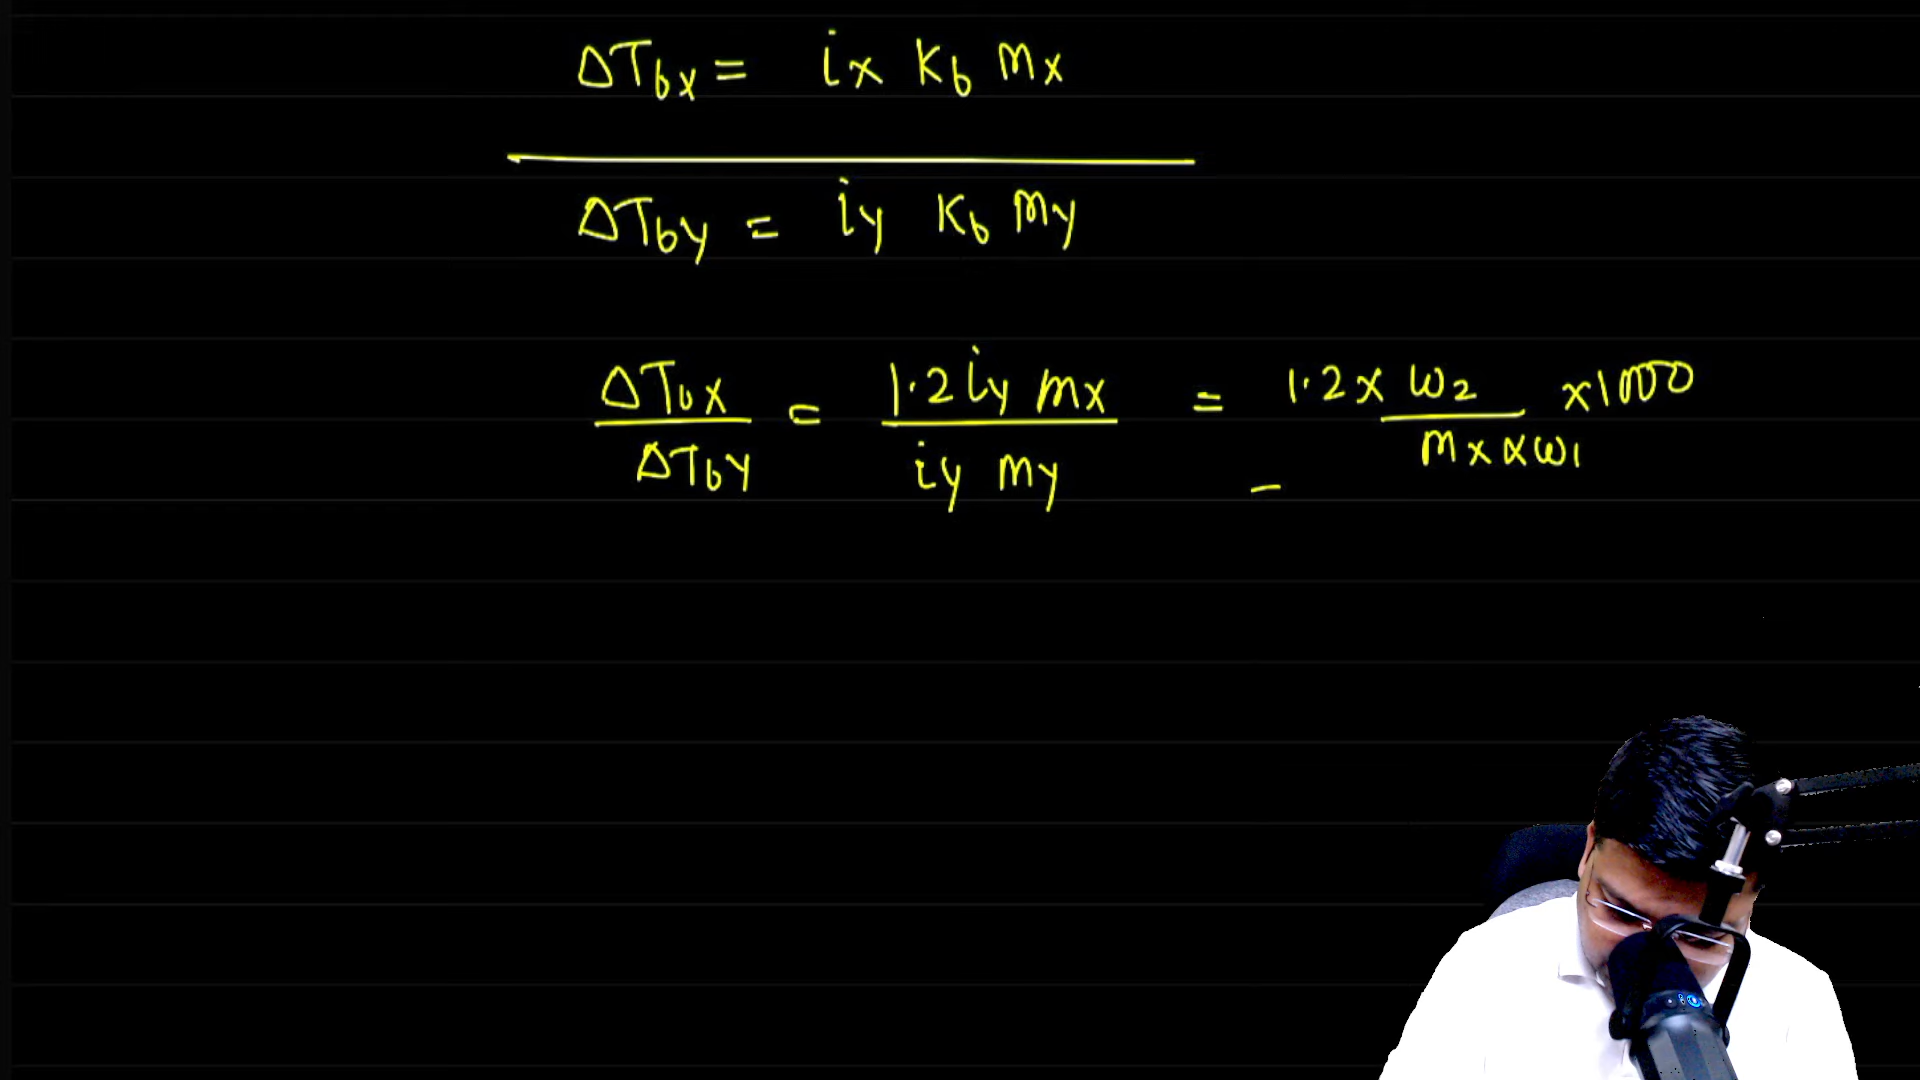 ΔTbx = ix Kb mx
ΔTby = iy Kb my
ΔTbx / ΔTby = 1.2 iy mx / iy my = 1.2 x w2 / Mx x w1 x 1000